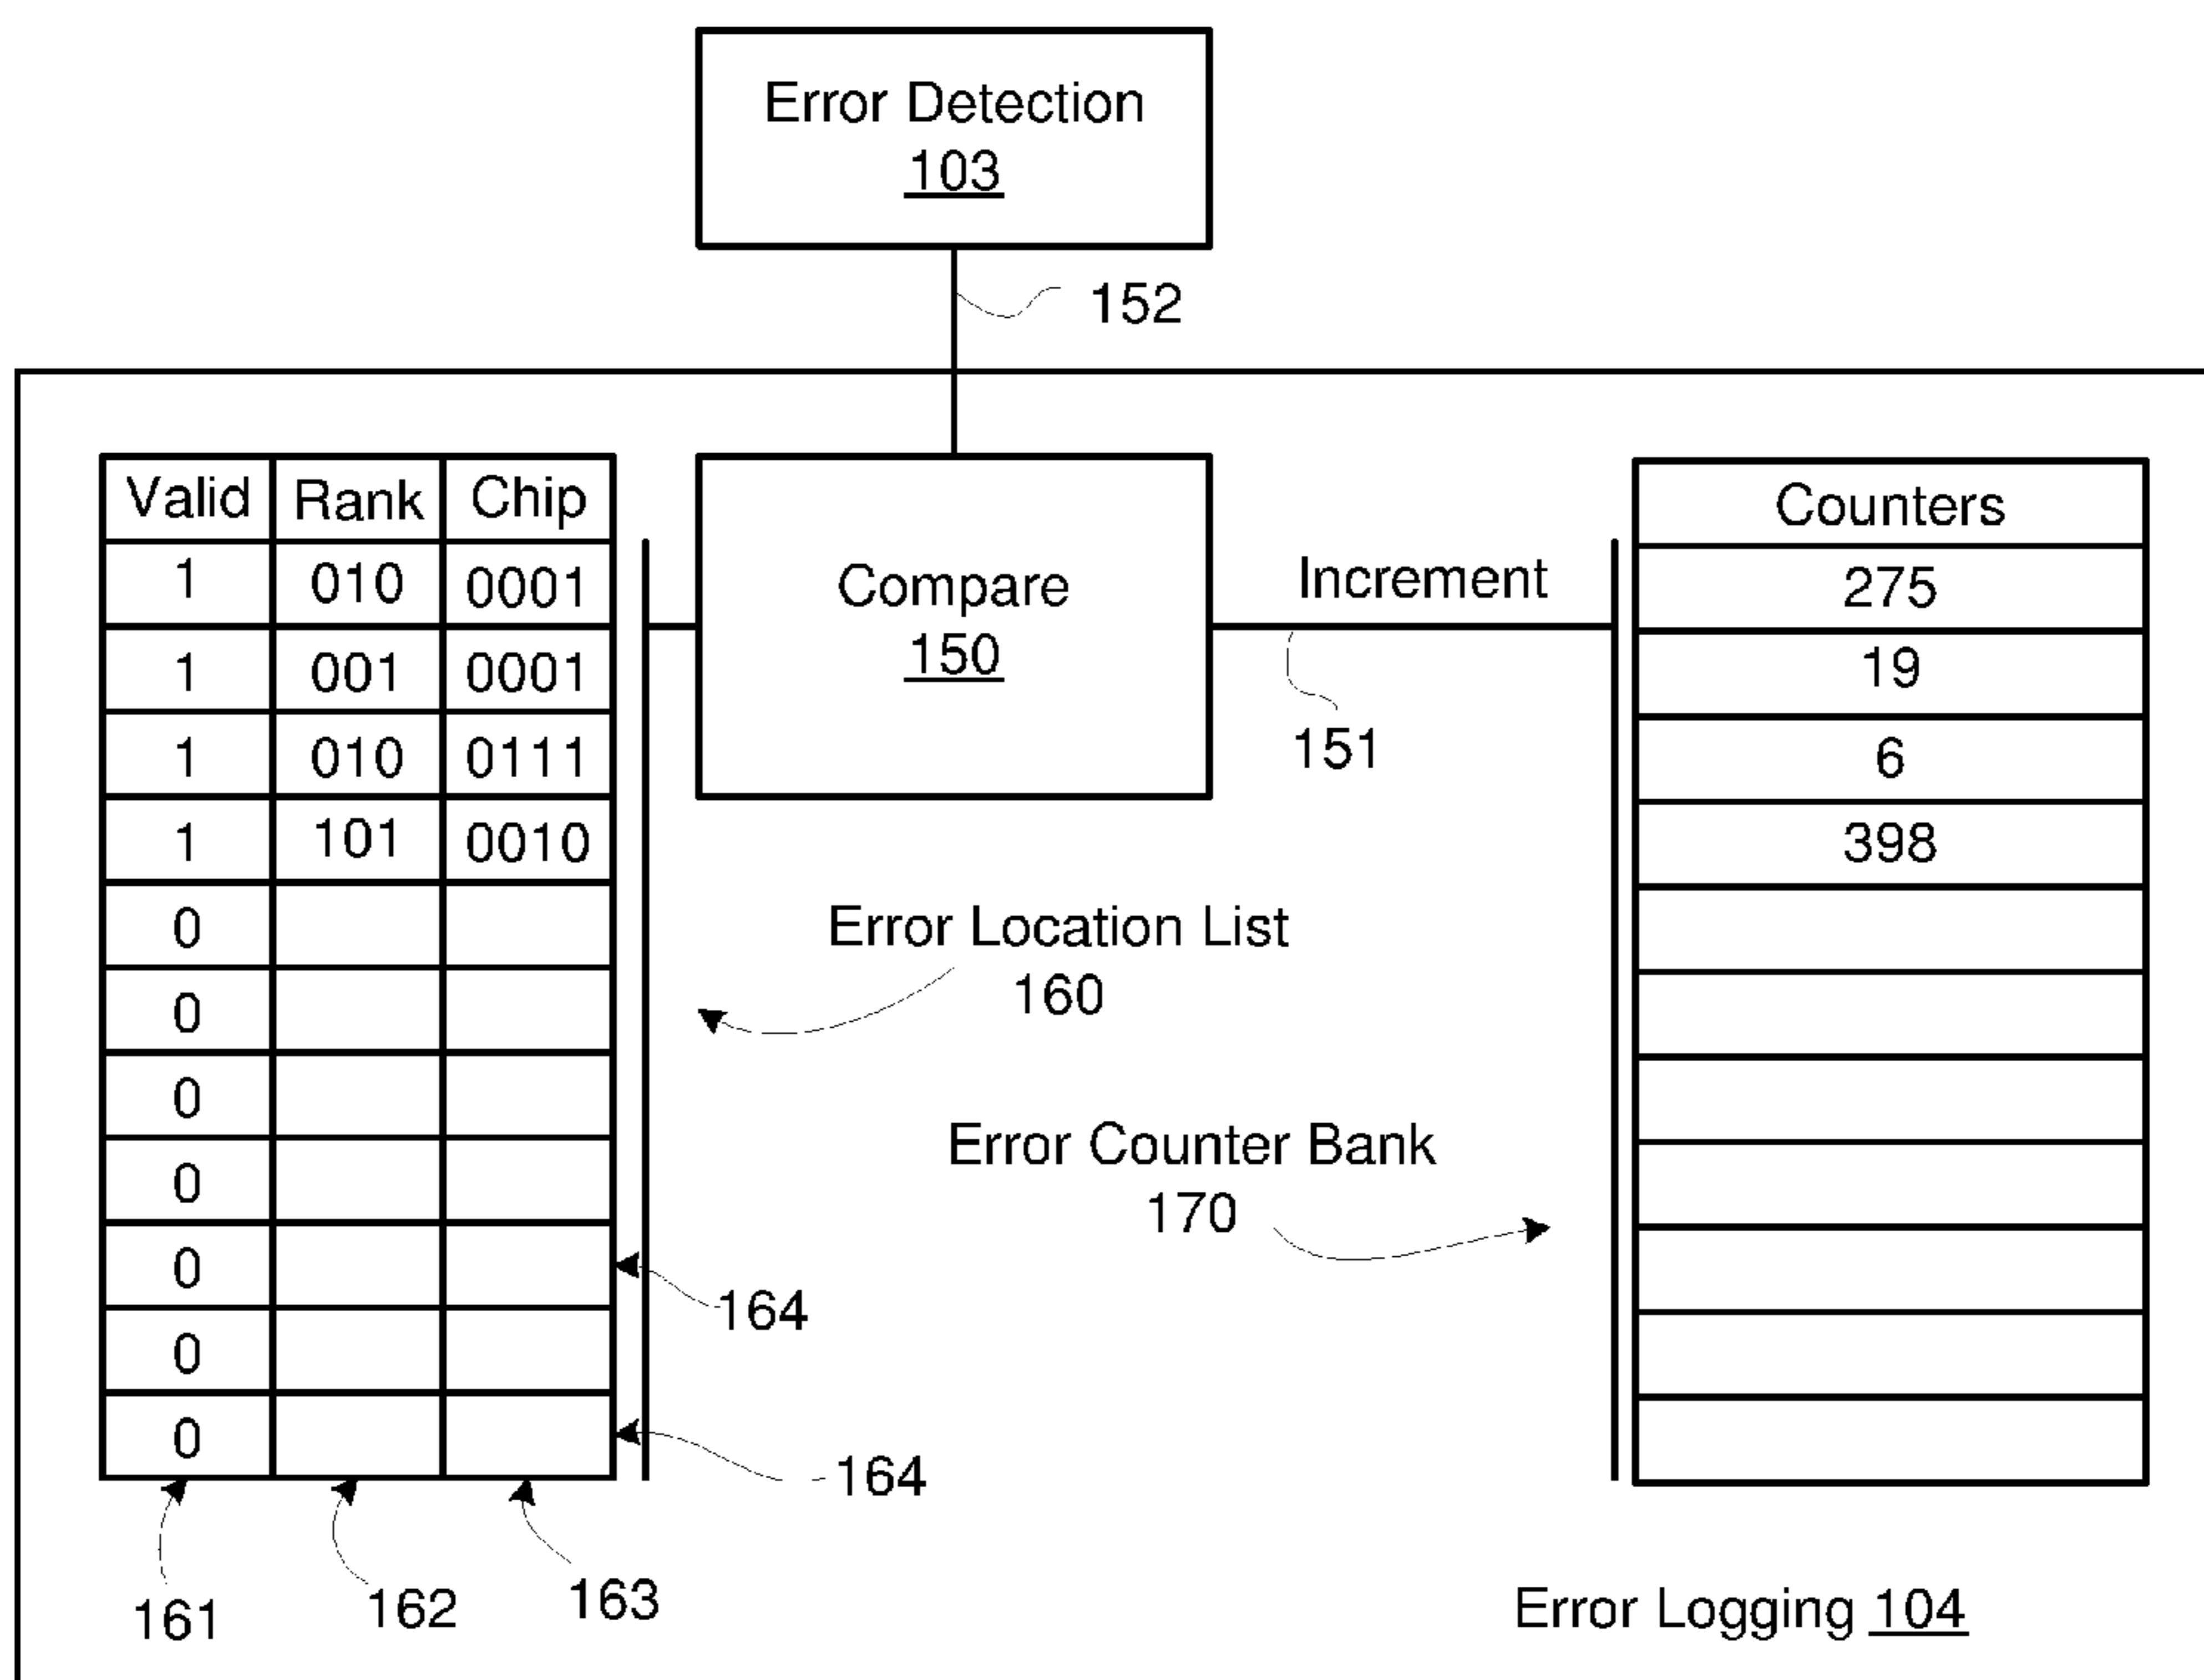 Error Detection
103
152
Valid Rank Chip
1 010 0001
1 001 0001
1 010 0111
1 101 0010
0
0
0
0
0
0
0
Compare
150
Increment
151
Counters
275
19
6
398
Error Location List
160
Error Counter Bank
170
164
164
161
162
163
Error Logging 104